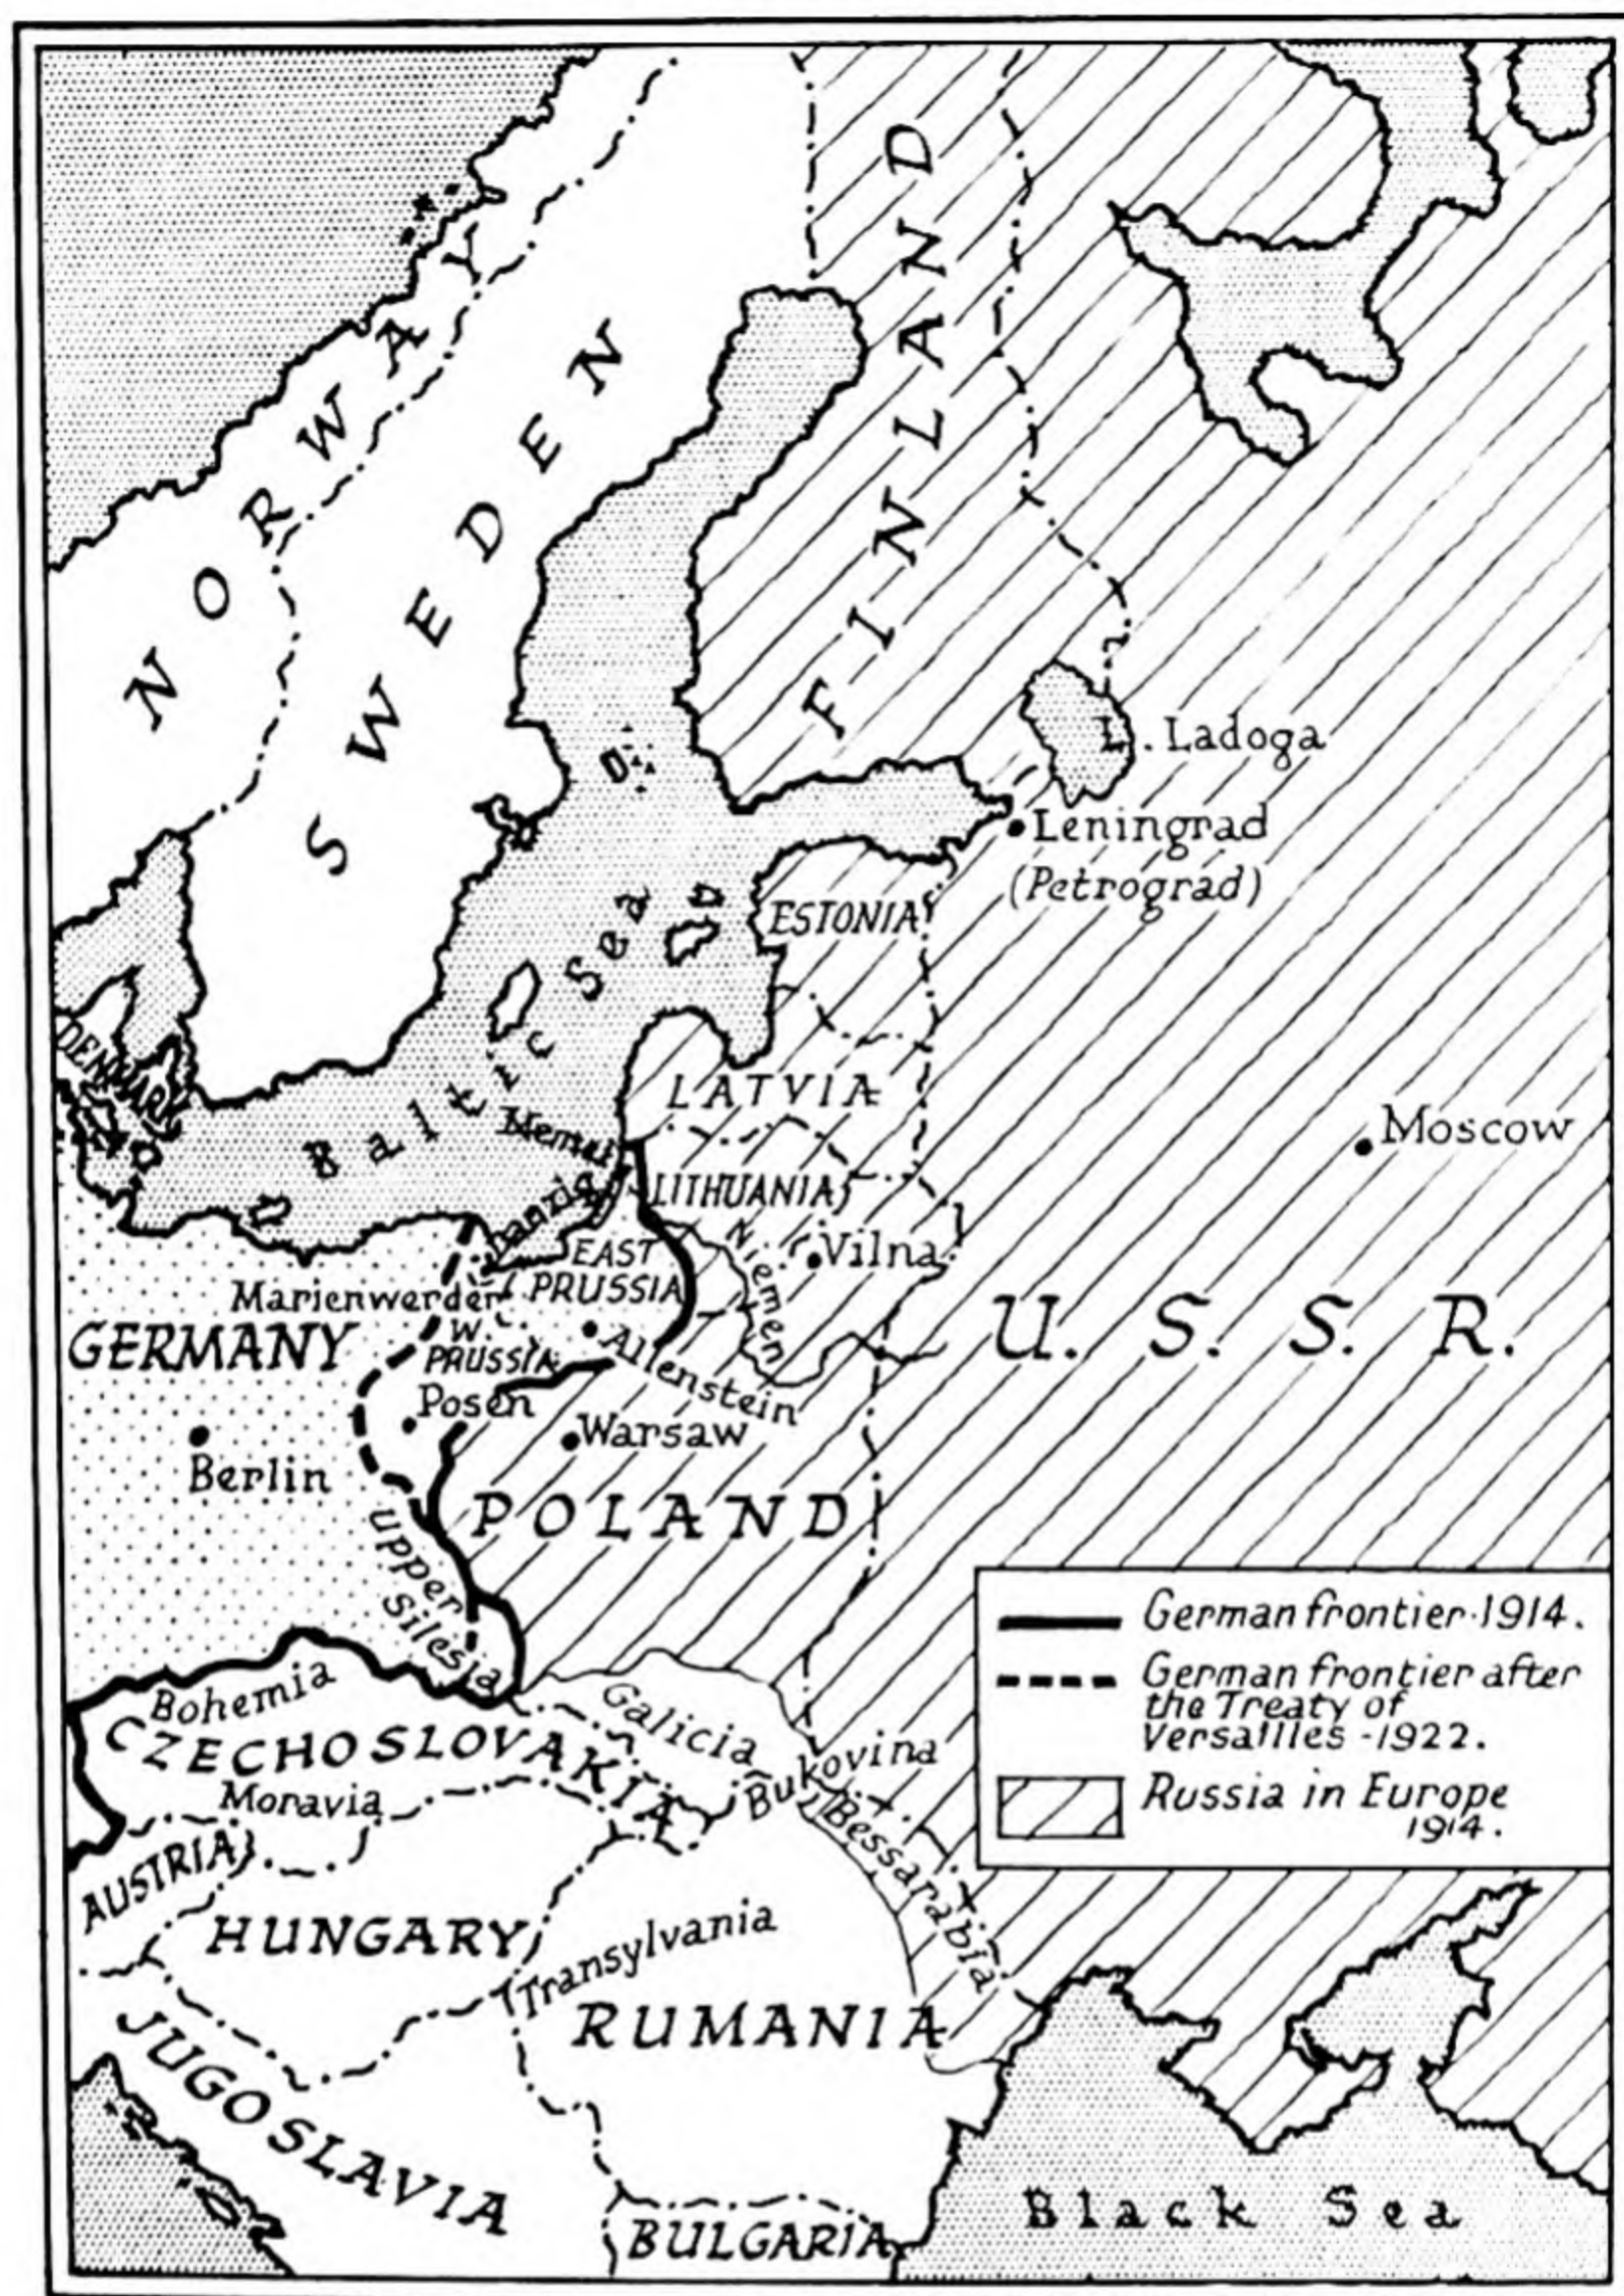 NORWAY
SWEDEN
FINLAND
L. Ladoga
Leningrad
(Petrograd)
ESTONIA
Baltic Sea
DENMARK
LATVIA
Moscow
Memel
LITHUANIA
Danzig
Niemen
Vilna
EAST
PRUSSIA
Marienwerder
W.
PRUSSIA
Allenstein
GERMANY
U. S. S. R.
Posen
Warsaw
Berlin
POLAND
Upper
Silesia
German frontier·1914.
German frontier after
the Treaty of
Versailles -1922.
Russia in Europe
1914.
Bohemia
Galicia
CZECHOSLOVAKIA
Bukovina
Moravia
Bessarabia
AUSTRIA
HUNGARY
Transylvania
RUMANIA
JUGOSLAVIA
BULGARIA
Black Sea